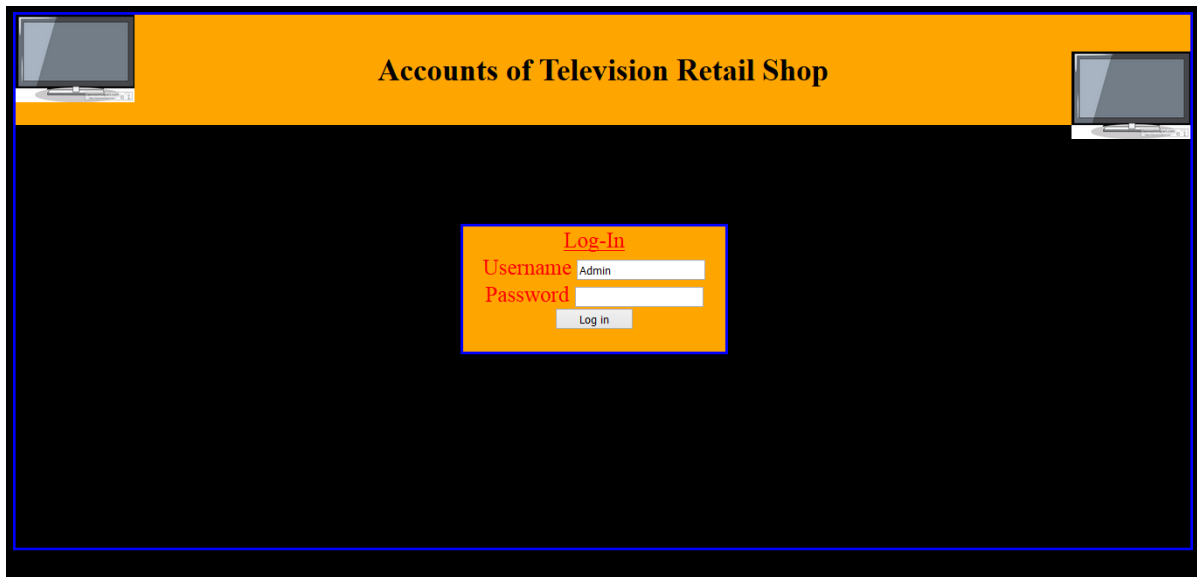 Accounts of Television Retail Shop
Log-In
Username Admin
Password
Log in